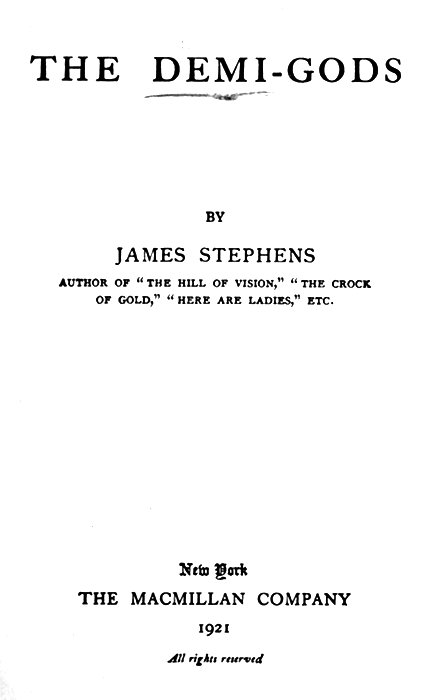 THE DEMI-GODS
BY
JAMES STEPHENS
AUTHOR OF "THE HILL OF VISION," "THE CROCK
OF GOLD," "HERE ARE LADIES," ETC.
New York
THE MACMILLAN COMPANY
1921
All rights reserved